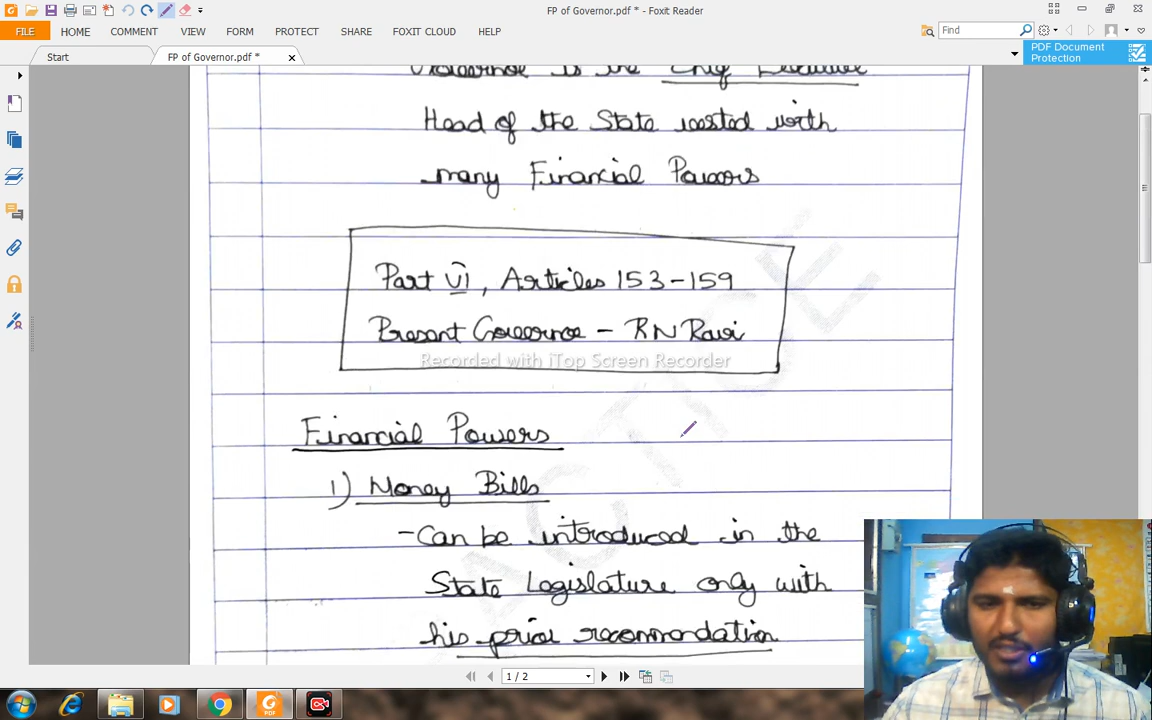 FP of Governor.pdf * - Foxit Reader
FILE HOME COMMENT VIEW FORM PROTECT SHARE FOXIT CLOUD HELP
Find
Start
FP of Governor.pdf *
PDF Document Protection
Head of the State vested with
many Financial Powers
Part VI, Articles 153-159
Present Governor - RN Ravi
Recorded with iTop Screen Recorder
Financial Powers
1) Money Bills
- Can be introduced in the
State Legislature only with
his prior recommendation
1 / 2